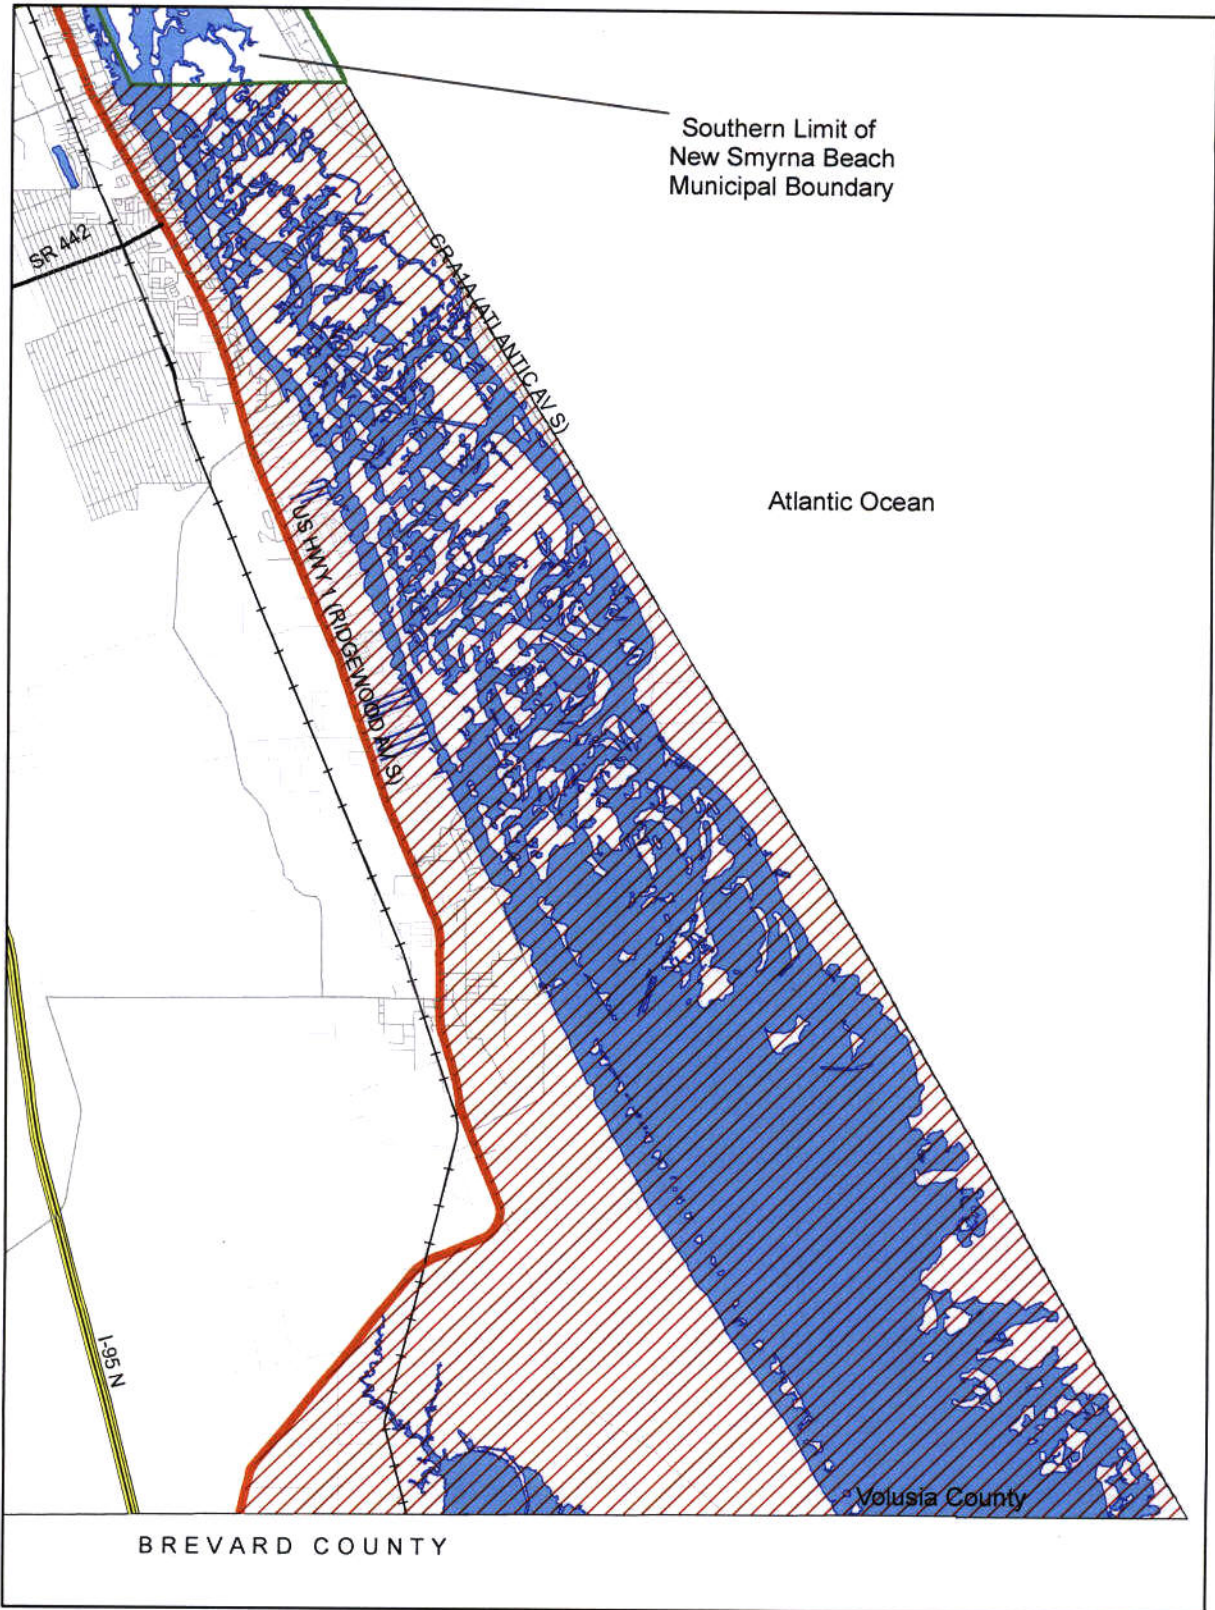 Southern Limit of
New Smyrna Beach
Municipal Boundary
SR 442
CR A1A (ATLANTIC AV S)
Atlantic Ocean
US HWY 1 (RIDGEWOOD AV S)
I-95 N
Volusia County
BREVARD COUNTY